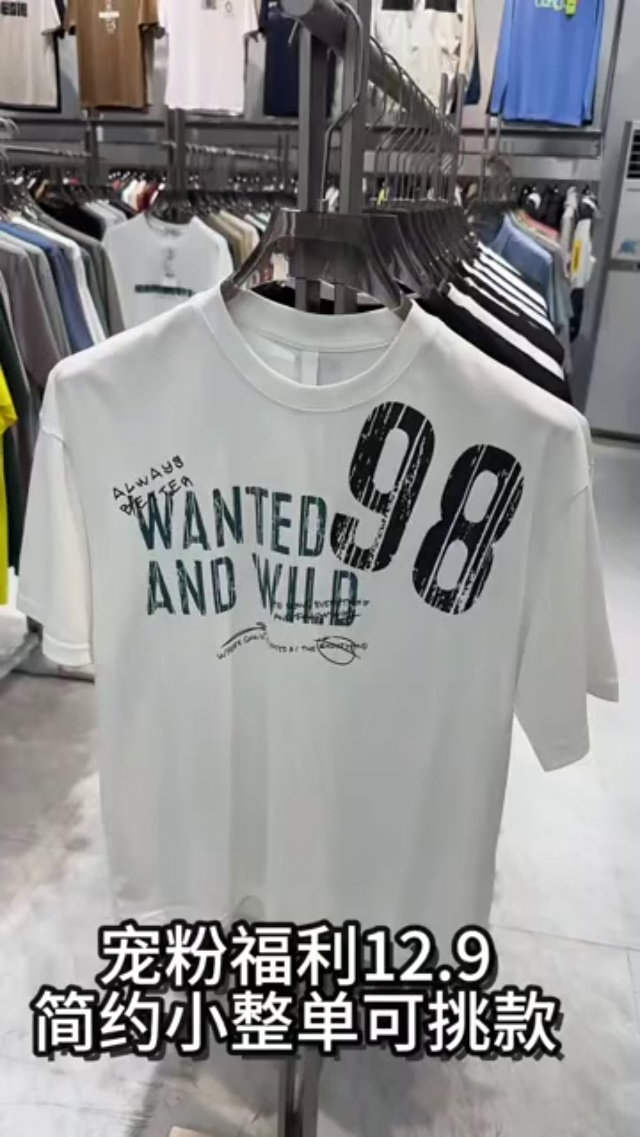 98
ALWAYS
BETTER
WANTED
AND WILD
宠粉福利12.9
简约小整单可挑款